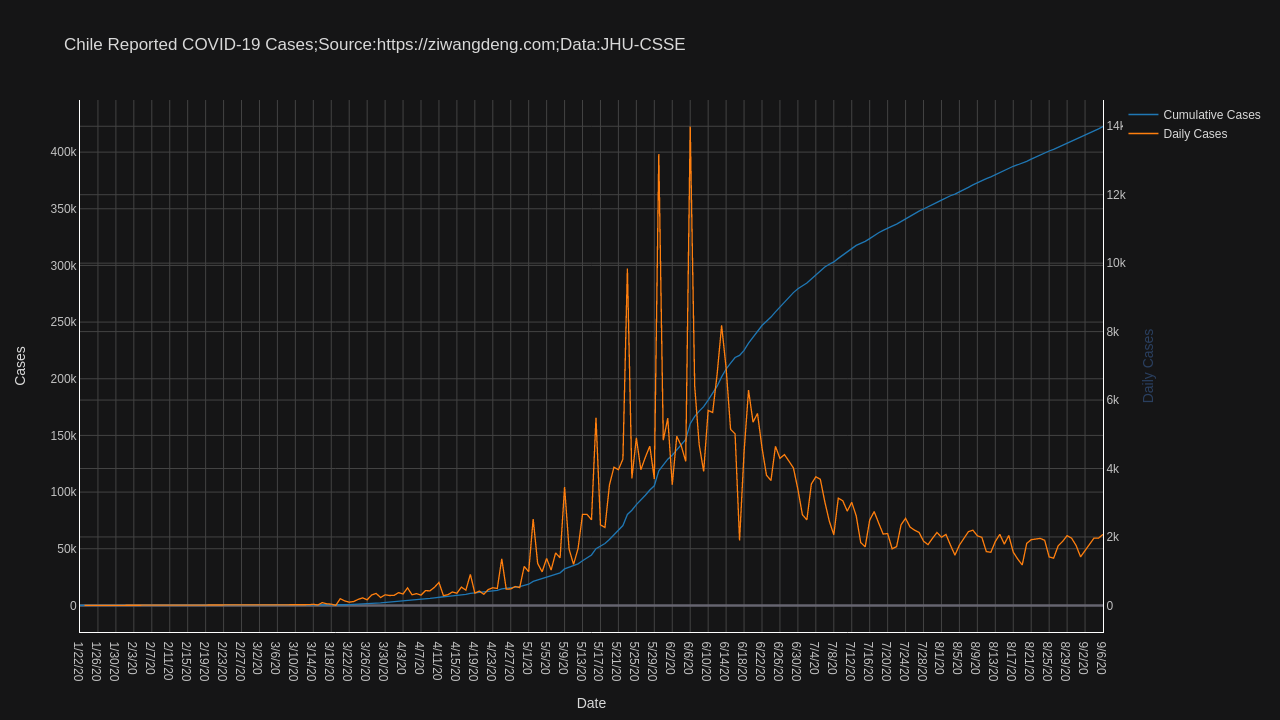 Chile Reported COVID-19 Cases;Source:https://ziwangdeng.com;Data:JHU-CSSE
Cumulative Cases
Daily Cases
400k
350k
300k
250k
200k
150k
100k
50k
0
Cases
14k
12k
10k
8k
6k
4k
2k
0
Daily Cases
1/22/20
1/26/20
1/30/20
2/3/20
2/7/20
2/11/20
2/15/20
2/19/20
2/23/20
2/27/20
3/2/20
3/6/20
3/10/20
3/14/20
3/18/20
3/22/20
3/26/20
3/30/20
4/3/20
4/7/20
4/11/20
4/15/20
4/19/20
4/23/20
4/27/20
5/1/20
5/5/20
5/9/20
5/13/20
5/17/20
5/21/20
5/25/20
5/29/20
6/2/20
6/6/20
6/10/20
6/14/20
6/18/20
6/22/20
6/26/20
6/30/20
7/4/20
7/8/20
7/12/20
7/16/20
7/20/20
7/24/20
7/28/20
8/1/20
8/5/20
8/9/20
8/13/20
8/17/20
8/21/20
8/25/20
8/29/20
9/2/20
9/6/20
Date